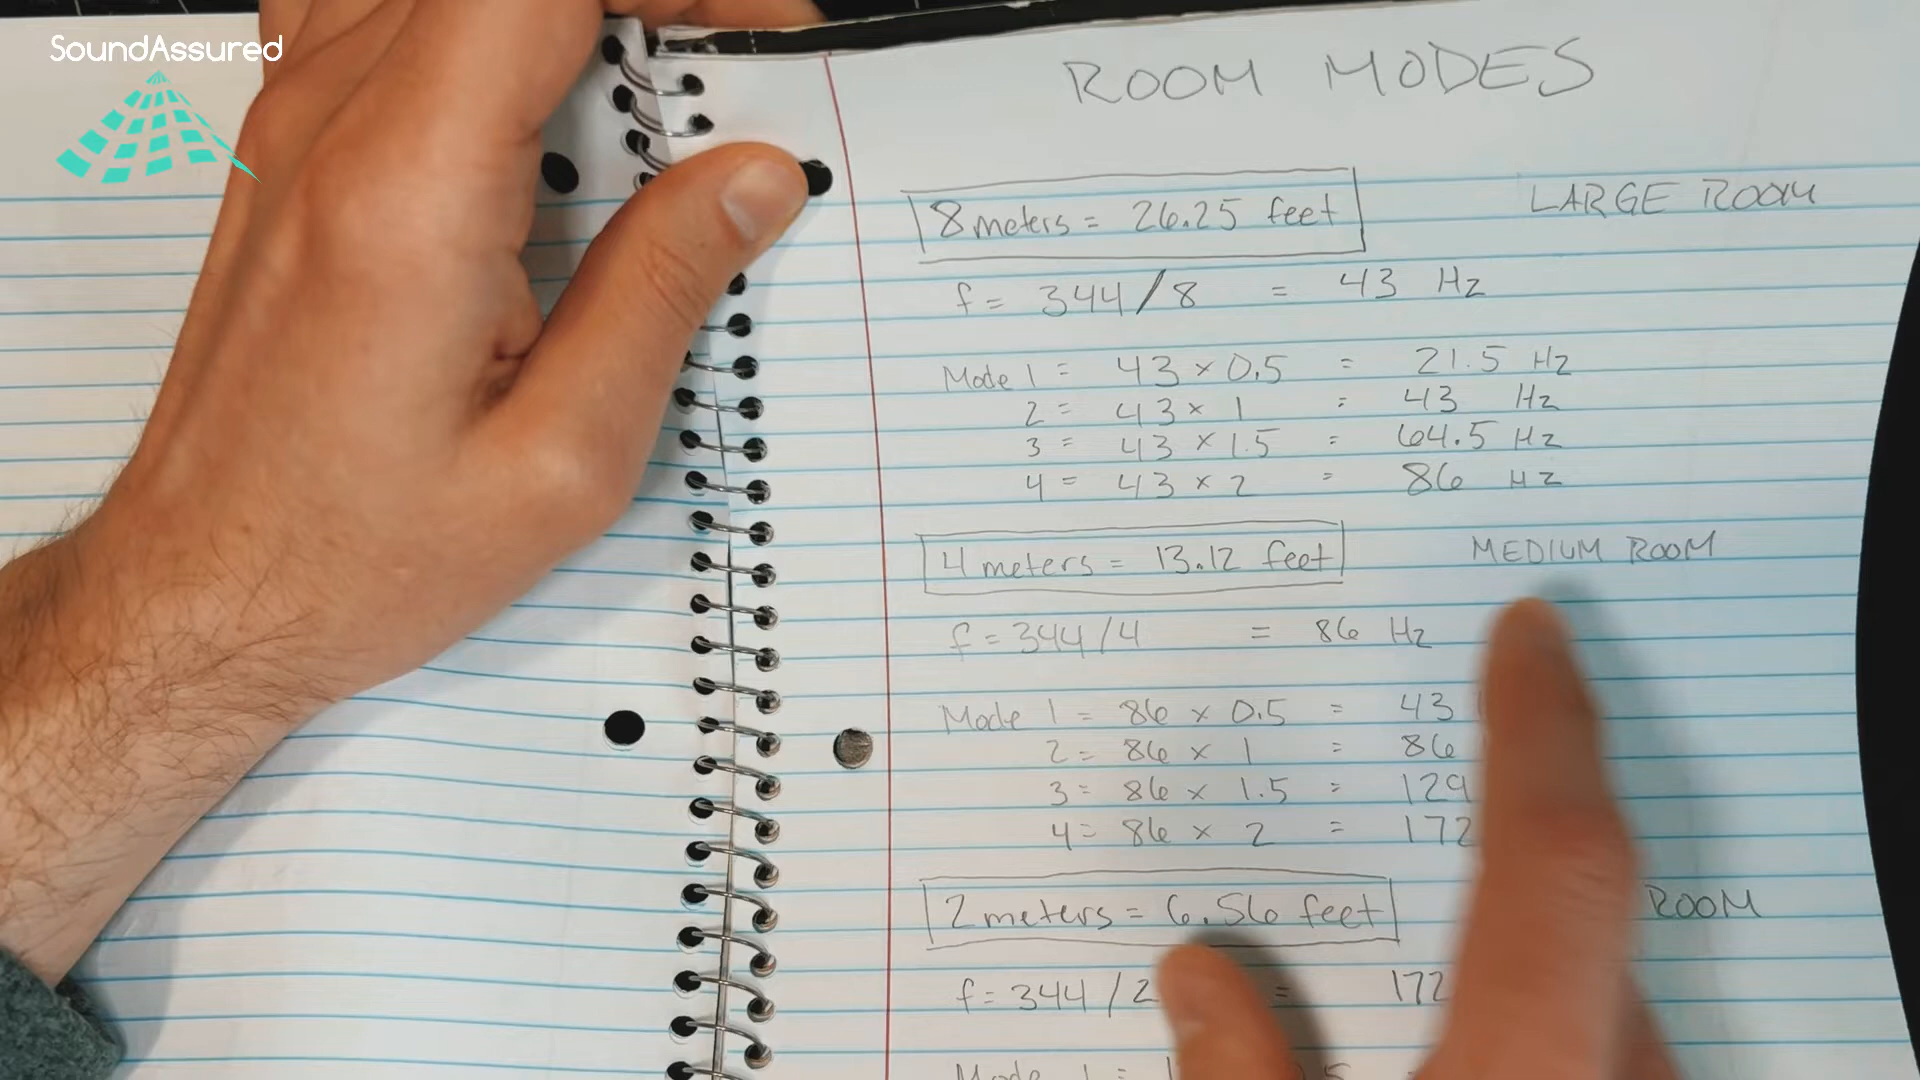 SoundAssured
ROOM MODES
8 meters = 26.25 feet LARGE ROOM
f = 344/8 = 43 Hz
Mode 1 = 43 x 0.5 = 21.5 Hz
2 = 43 x 1 = 43 Hz
3 = 43 x 1.5 = 64.5 Hz
4 = 43 x 2 = 86 Hz
4 meters = 13.12 feet MEDIUM ROOM
f = 344/4 = 86 Hz
Mode 1 = 86 x 0.5 = 43
2 = 86 x 1 = 86
3 = 86 x 1.5 = 129
4 = 86 x 2 = 172
2 meters = 6.56 feet ROOM
f = 344/2 = 172
Mode 1 =